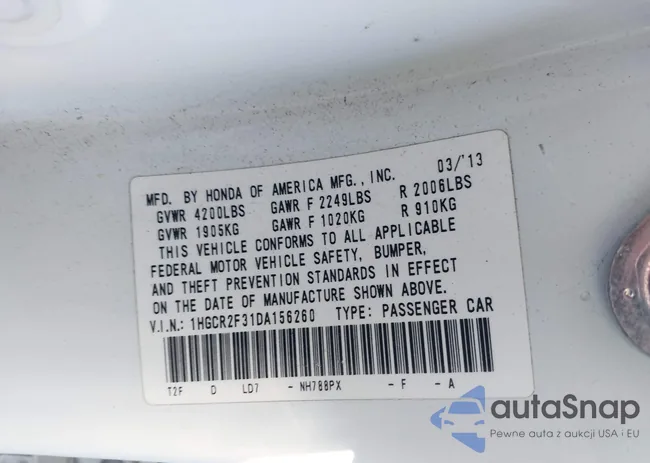 MFD. BY HONDA OF AMERICA MFG., INC. 03/'13
GVWR 4200LBS GAWR F 2249LBS R 2006LBS
GVWR 1905KG GAWR F 1020KG R 910KG
THIS VEHICLE CONFORMS TO ALL APPLICABLE
FEDERAL MOTOR VEHICLE SAFETY, BUMPER,
AND THEFT PREVENTION STANDARDS IN EFFECT
ON THE DATE OF MANUFACTURE SHOWN ABOVE.
V.I.N.: 1HGCR2F31DA156260 TYPE: PASSENGER CAR
T2F D LD7 - NH788PX - F - A
autaSnap
Pewne auta z aukcji USA i EU